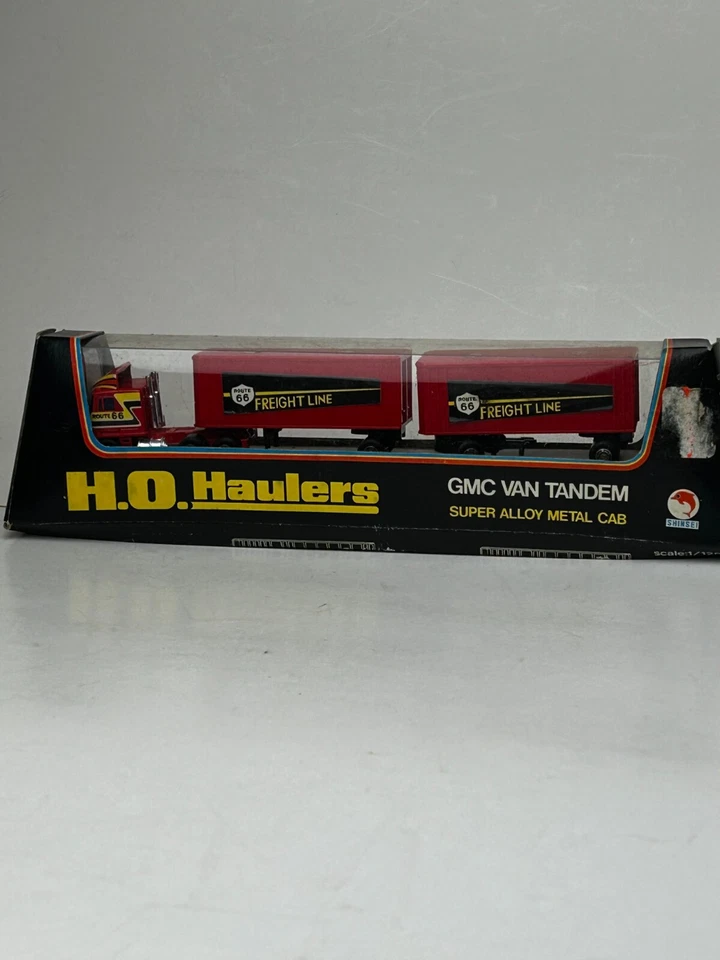 ROUTE 66
ROUTE
66
FREIGHT LINE
ROUTE
66
FREIGHT LINE
H.O. Haulers
GMC VAN TANDEM
SUPER ALLOY METAL CAB
SHINSEI